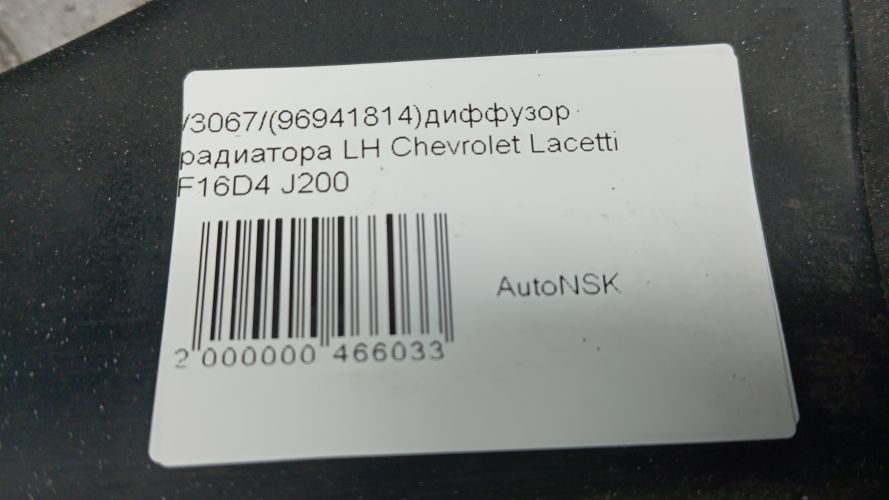 /3067/(96941814)диффузор
радиатора LH Chevrolet Lacetti
F16D4 J200
AutoNSK
2 000000 466033